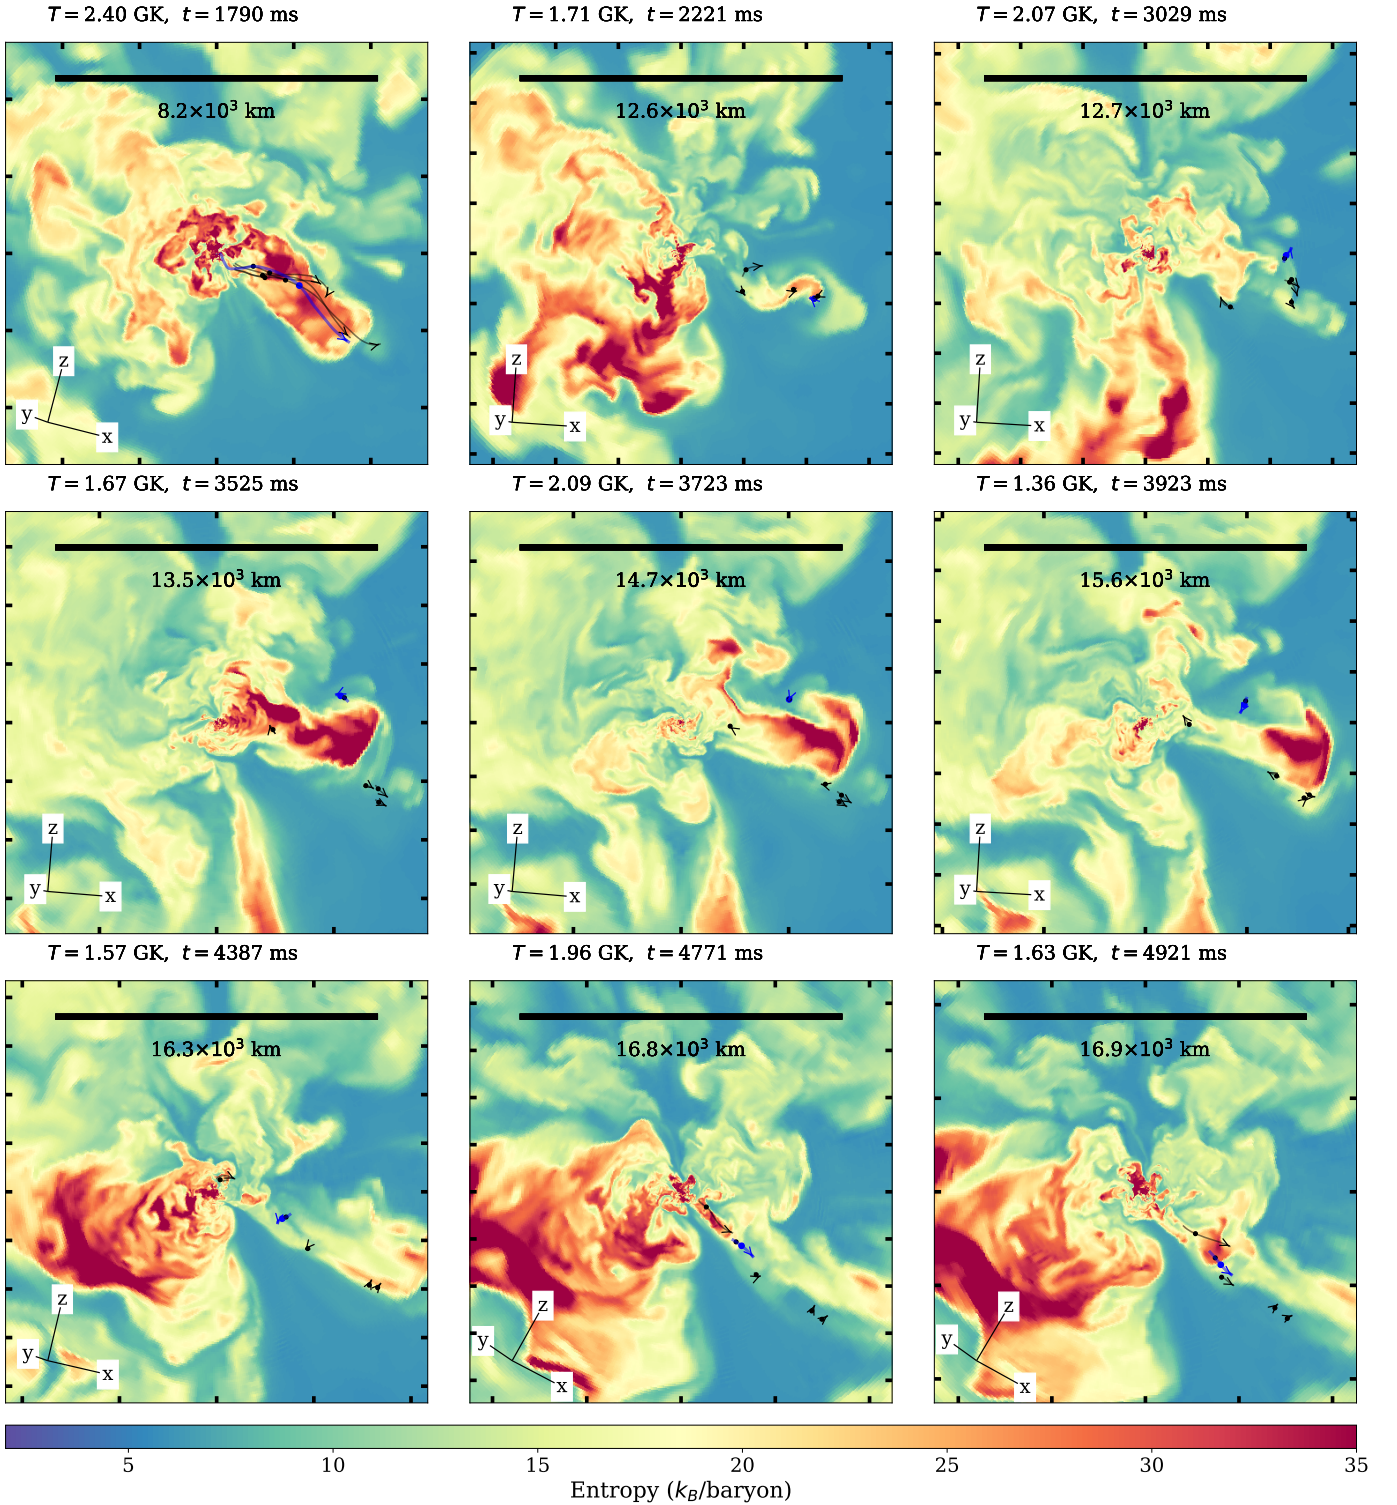 T = 2.40 GK, t = 1790 ms
T = 1.71 GK, t = 2221 ms
T = 2.07 GK, t = 3029 ms
8.2×10³ km
12.6×10³ km
12.7×10³ km
z
y
x
z
y
x
z
y
x
T = 1.67 GK, t = 3525 ms
T = 2.09 GK, t = 3723 ms
T = 1.36 GK, t = 3923 ms
13.5×10³ km
14.7×10³ km
15.6×10³ km
z
y
x
z
y
x
z
y
x
T = 1.57 GK, t = 4387 ms
T = 1.96 GK, t = 4771 ms
T = 1.63 GK, t = 4921 ms
16.3×10³ km
16.8×10³ km
16.9×10³ km
z
y
x
z
y
x
z
y
x
5 10 15 20 25 30 35
Entropy (k_B/baryon)